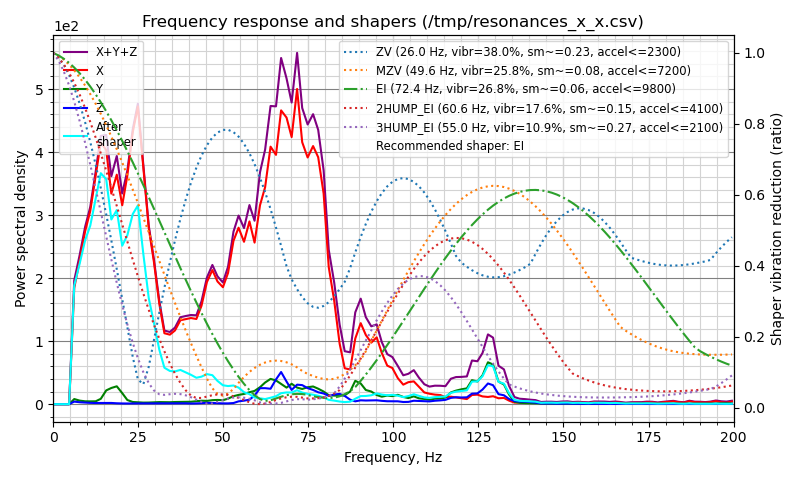 Frequency response and shapers (/tmp/resonances_x_x.csv)
1e2
X+Y+Z
X
Y
Z
After
shaper
ZV (26.0 Hz, vibr=38.0%, sm~=0.23, accel<=2300)
MZV (49.6 Hz, vibr=25.8%, sm~=0.08, accel<=7200)
EI (72.4 Hz, vibr=26.8%, sm~=0.06, accel<=9800)
2HUMP_EI (60.6 Hz, vibr=17.6%, sm~=0.15, accel<=4100)
3HUMP_EI (55.0 Hz, vibr=10.9%, sm~=0.27, accel<=2100)
Recommended shaper: EI
Power spectral density
5
4
3
2
1
0
1.0
0.8
0.6
0.4
0.2
0.0
Shaper vibration reduction (ratio)
0 25 50 75 100 125 150 175 200
Frequency, Hz